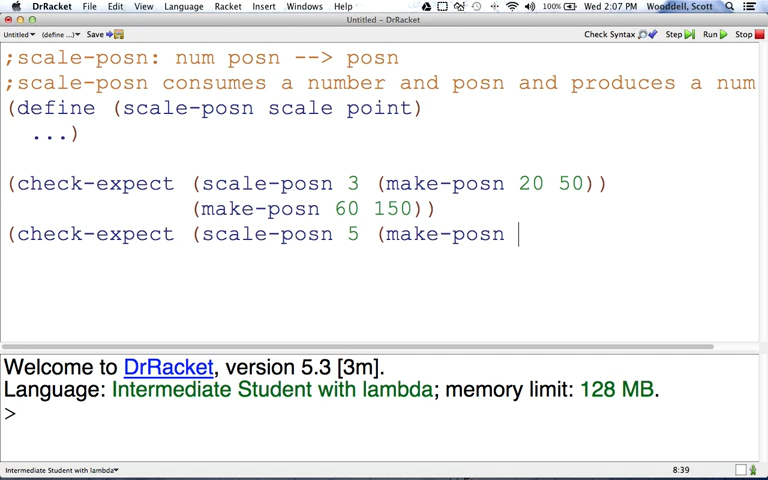 DrRacket File Edit View Language Racket Insert Windows Help 100% Wed 2:07 PM Wooddell, Scott
Untitled - DrRacket
Untitled (define ...) Save Check Syntax Step Run Stop
;scale-posn: num posn --> posn
;scale-posn consumes a number and posn and produces a num
(define (scale-posn scale point)
...)
(check-expect (scale-posn 3 (make-posn 20 50))
(make-posn 60 150))
(check-expect (scale-posn 5 (make-posn
Welcome to DrRacket, version 5.3 [3m].
Language: Intermediate Student with lambda; memory limit: 128 MB.
>
Intermediate Student with lambda 8:39